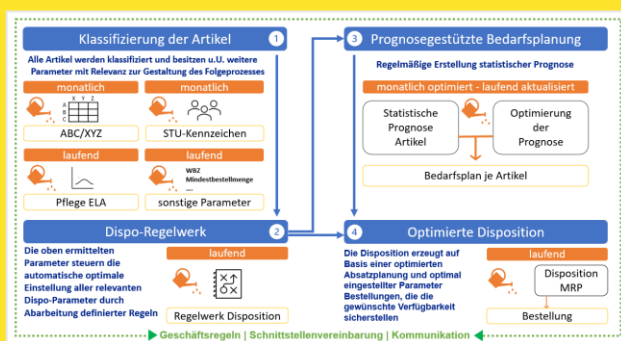 Klassifizierung der Artikel
1
Alle Artikel werden klassifiziert und besitzen u.U. weitere
Parameter mit Relevanz zur Gestaltung des Folgeprozesses
monatlich
X Y Z
A
B
C
ABC/XYZ
monatlich
STU-Kennzeichen
laufend
Pflege ELA
laufend
WBZ
Mindestbestellmenge
...
sonstige Parameter
Dispo-Regelwerk
2
Die oben ermittelten
Parameter steuern die
automatische optimale
Einstellung aller relevanten
Dispo-Parameter durch
Abarbeitung definierter Regeln
laufend
Regelwerk Disposition
3
Prognosegestützte Bedarfsplanung
Regelmäßige Erstellung statistischer Prognose
monatlich optimiert - laufend aktualisiert
Statistische
Prognose
Artikel
Optimierung
der
Prognose
Bedarfsplan je Artikel
4
Optimierte Disposition
Die Disposition erzeugt auf
Basis einer optimierten
Absatzplanung und optimal
eingestellter Parameter
Bestellungen, die die
gewünschte Verfügbarkeit
sicherstellen
laufend
Disposition
MRP
Bestellung
Geschäftsregeln | Schnittstellenvereinbarung | Kommunikation